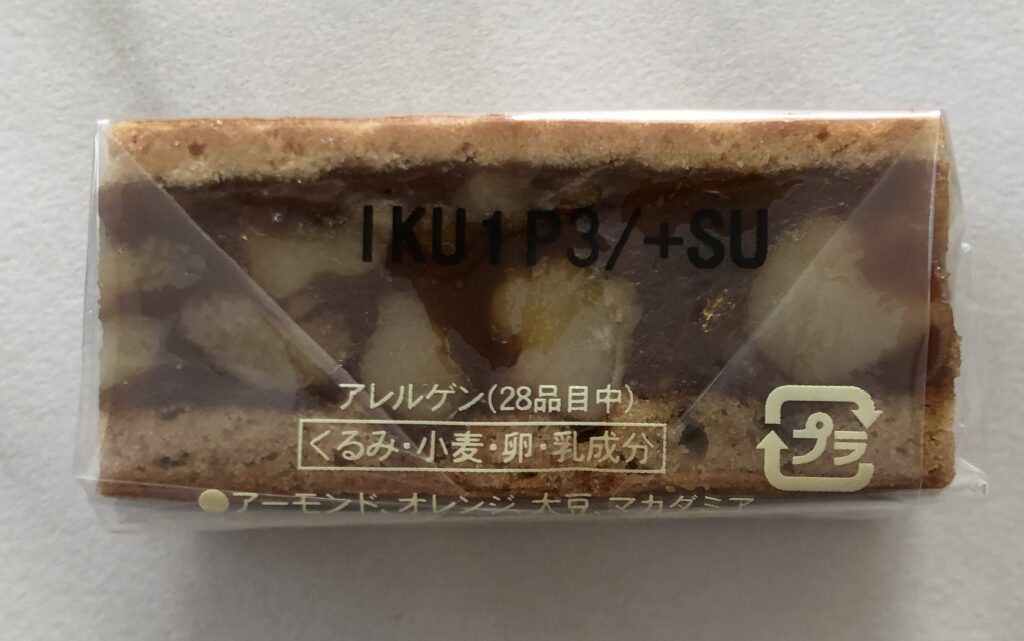 IKU1P3/+SU
アレルゲン(28品目中)
くるみ・小麦・卵・乳成分
プラ
●アーモンド、オレンジ、大豆、マカダミア